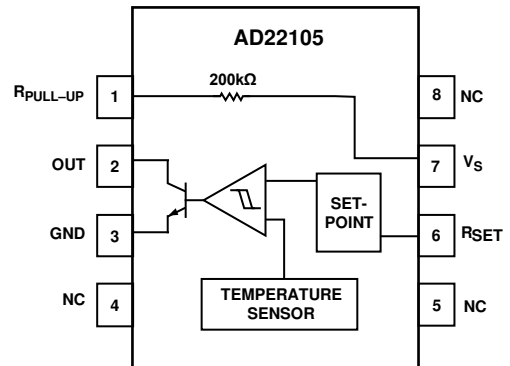 AD22105
200kΩ
RPULL–UP
1
8
NC
OUT
2
7
VS
SET-
POINT
GND
3
6
RSET
NC
4
TEMPERATURE
SENSOR
5
NC